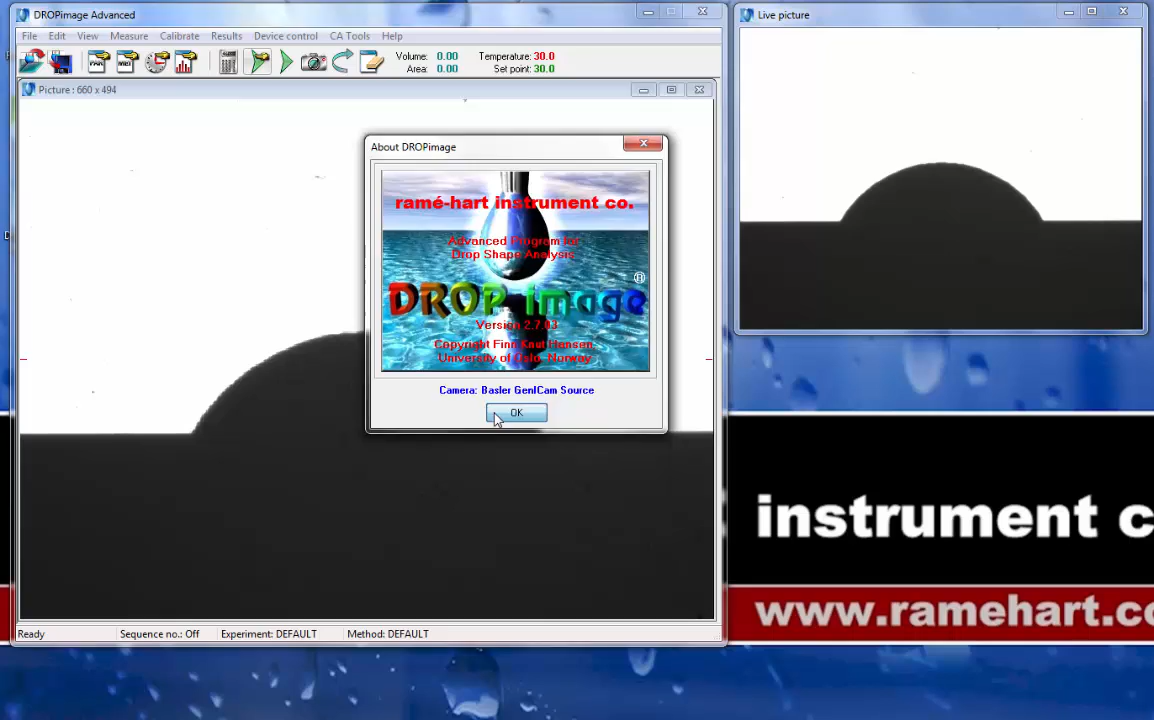 DROPimage Advanced
File Edit View Measure Calibrate Results Device control CA Tools Help
Volume: 0.00 Temperature: 30.0
Area: 0.00 Set point: 30.0
Picture : 660 x 494
About DROPimage
ramé-hart instrument co.
Advanced Program for
Drop Shape Analysis
DROP image ®
Version 2.7.03
Copyright Finn Knut Hansen
University of Oslo, Norway
Camera: Basler GenICam Source
OK
Ready Sequence no.: Off Experiment: DEFAULT Method: DEFAULT
Live picture
instrument c
www.ramehart.co